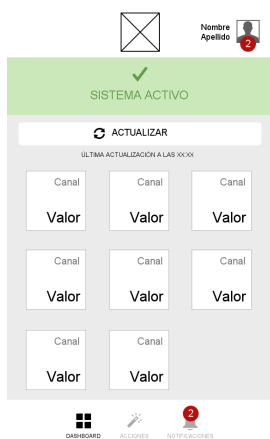 Nombre
Apellido
2
SISTEMA ACTIVO
ACTUALIZAR
ÚLTIMA ACTUALIZACIÓN A LAS XX:XX
Canal Canal Canal
Valor Valor Valor
Canal Canal Canal
Valor Valor Valor
Canal Canal
Valor Valor
2
DASHBOARD ACCIONES NOTIFICACIONES